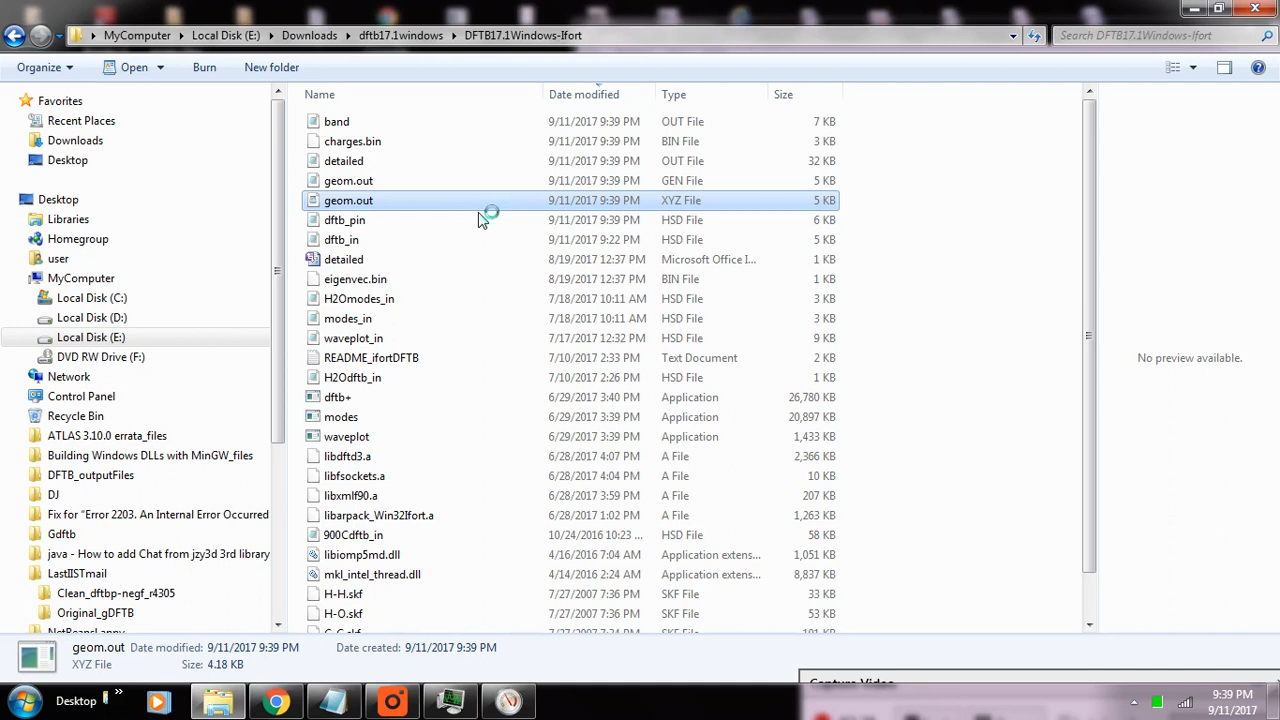 MyComputer ▸ Local Disk (E:) ▸ Downloads ▸ dftb17.1windows ▸ DFTB17.1Windows-Ifort
Search DFTB17.1Windows-Ifort
Organize Open Burn New folder
Name Date modified Type Size
Favorites
Recent Places
Downloads
Desktop
Desktop
Libraries
Homegroup
user
MyComputer
Local Disk (C:)
Local Disk (D:)
Local Disk (E:)
DVD RW Drive (F:)
Network
Control Panel
Recycle Bin
ATLAS 3.10.0 errata_files
Building Windows DLLs with MinGW_files
DFT_outputFiles
DJ
Fix for “Error 2203. An Internal Error Occurred
Gdftb
java - How to add Chat from jzy3d 3rd library
LastIISTmail
Clean_dftbp-negf_r4305
Original_gDFTB
band 9/11/2017 9:39 PM OUT File 7 KB
charges.bin 9/11/2017 9:39 PM BIN File 3 KB
detailed 9/11/2017 9:39 PM OUT File 32 KB
geom.out 9/11/2017 9:39 PM GEN File 5 KB
geom.out 9/11/2017 9:39 PM XYZ File 5 KB
dftb_pin 9/11/2017 9:39 PM HSD File 6 KB
dftb_in 9/11/2017 9:22 PM HSD File 5 KB
detailed 8/19/2017 12:37 PM Microsoft Office I... 1 KB
eigenvec.bin 8/19/2017 12:37 PM BIN File 1 KB
H2Omodes_in 7/18/2017 10:11 AM HSD File 3 KB
modes_in 7/18/2017 10:11 AM HSD File 3 KB
waveplot_in 7/17/2017 12:32 PM HSD File 9 KB
README_ifortDFTB 7/10/2017 2:33 PM Text Document 2 KB
H2Odftb_in 7/10/2017 2:26 PM HSD File 1 KB
dftb+ 6/29/2017 3:40 PM Application 26,780 KB
modes 6/29/2017 3:39 PM Application 20,897 KB
waveplot 6/29/2017 3:39 PM Application 1,433 KB
libdftd3.a 6/28/2017 4:07 PM A File 2,366 KB
libfsockets.a 6/28/2017 4:04 PM A File 10 KB
libxmlf90.a 6/28/2017 3:59 PM A File 207 KB
libarpack_Win32Ifort.a 6/28/2017 1:02 PM A File 1,263 KB
900Cdftb_in 10/24/2016 10:23 ... HSD File 58 KB
libiomp5md.dll 4/16/2016 7:04 AM Application extens... 1,051 KB
mkl_intel_thread.dll 4/14/2016 2:24 AM Application extens... 8,837 KB
H-H.skf 7/27/2007 7:36 PM SKF File 33 KB
H-O.skf 7/27/2007 7:36 PM SKF File 53 KB
No preview available.
geom.out Date modified: 9/11/2017 9:39 PM Date created: 9/11/2017 9:39 PM
XYZ File Size: 4.18 KB
Capture Video
Desktop »
9:39 PM
9/11/2017